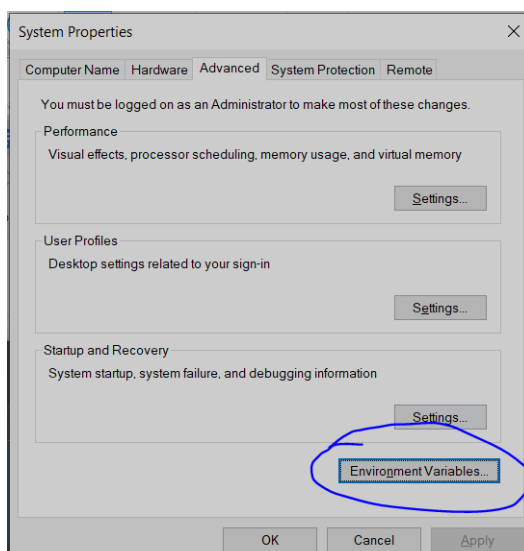 System Properties
Computer Name Hardware Advanced System Protection Remote
You must be logged on as an Administrator to make most of these changes.
Performance
Visual effects, processor scheduling, memory usage, and virtual memory
Settings...
User Profiles
Desktop settings related to your sign-in
Settings...
Startup and Recovery
System startup, system failure, and debugging information
Settings...
Environment Variables...
OK Cancel Apply